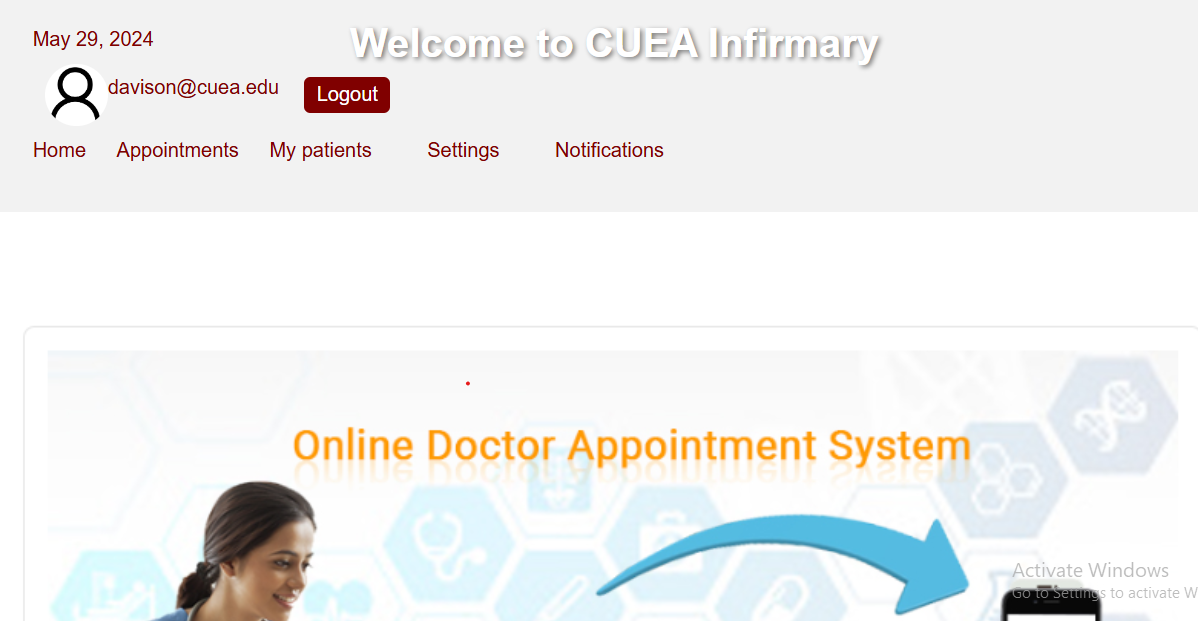 May 29, 2024
Welcome to CUEA Infirmary
davison@cuea.edu
Logout
Home Appointments My patients Settings Notifications
Online Doctor Appointment System
Activate Windows
Go to Settings to activate W